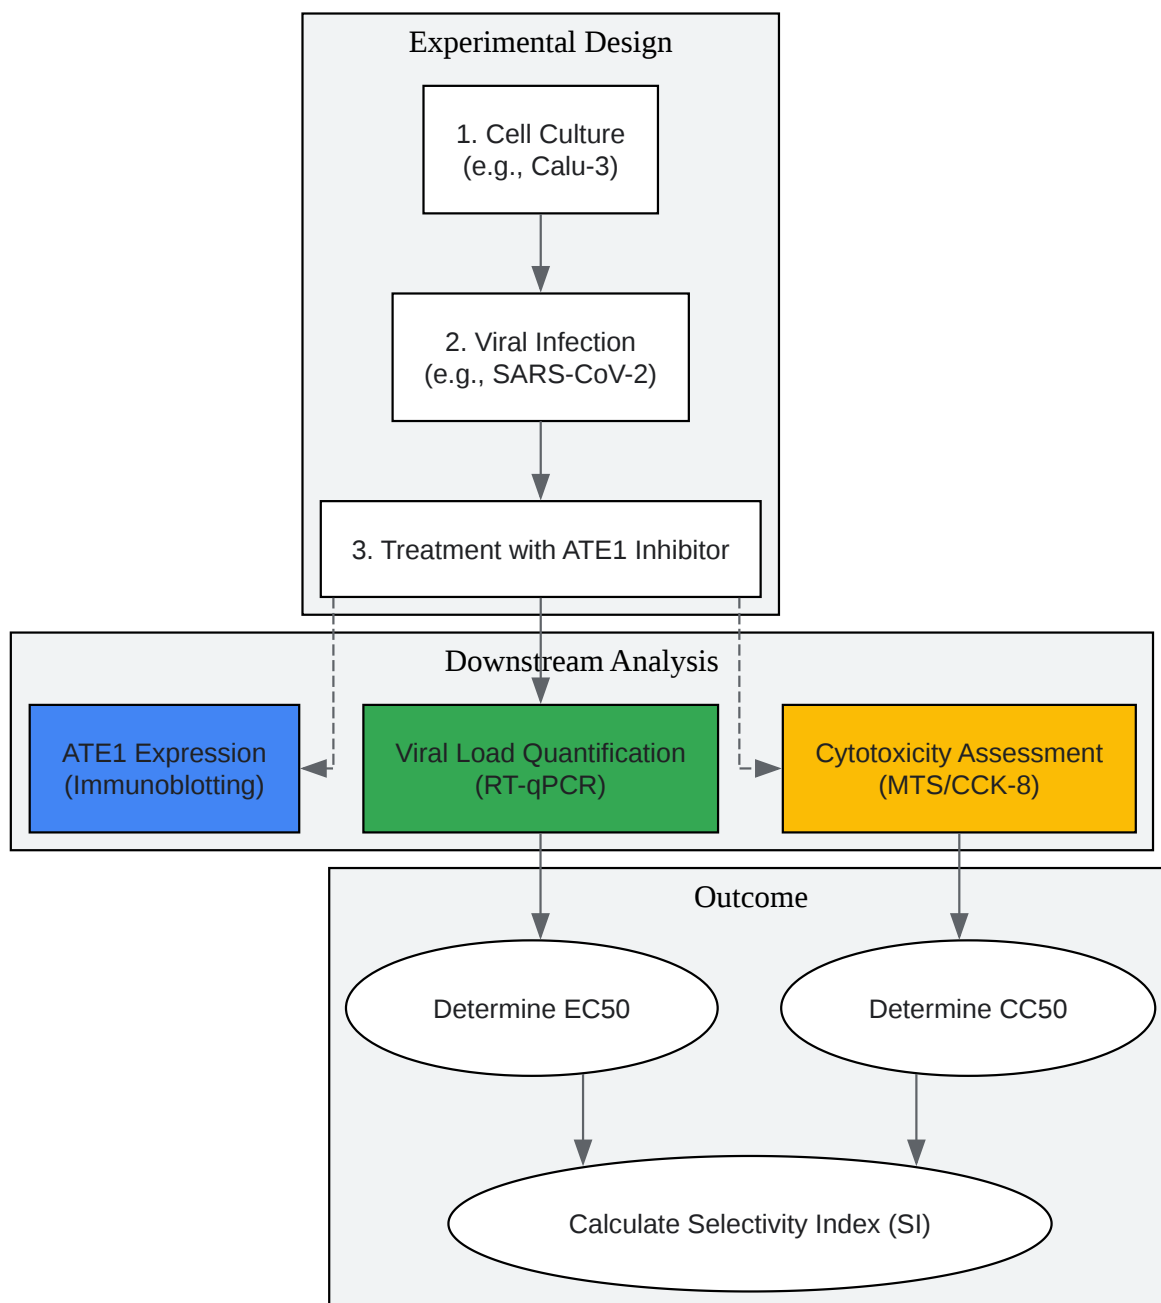 Experimental Design
1. Cell Culture
(e.g., Calu-3)
2. Viral Infection
(e.g., SARS-CoV-2)
3. Treatment with ATE1 Inhibitor
Downstream Analysis
ATE1 Expression
(Immunoblotting)
Viral Load Quantification
(RT-qPCR)
Cytotoxicity Assessment
(MTS/CCK-8)
Outcome
Determine EC50
Determine CC50
Calculate Selectivity Index (SI)